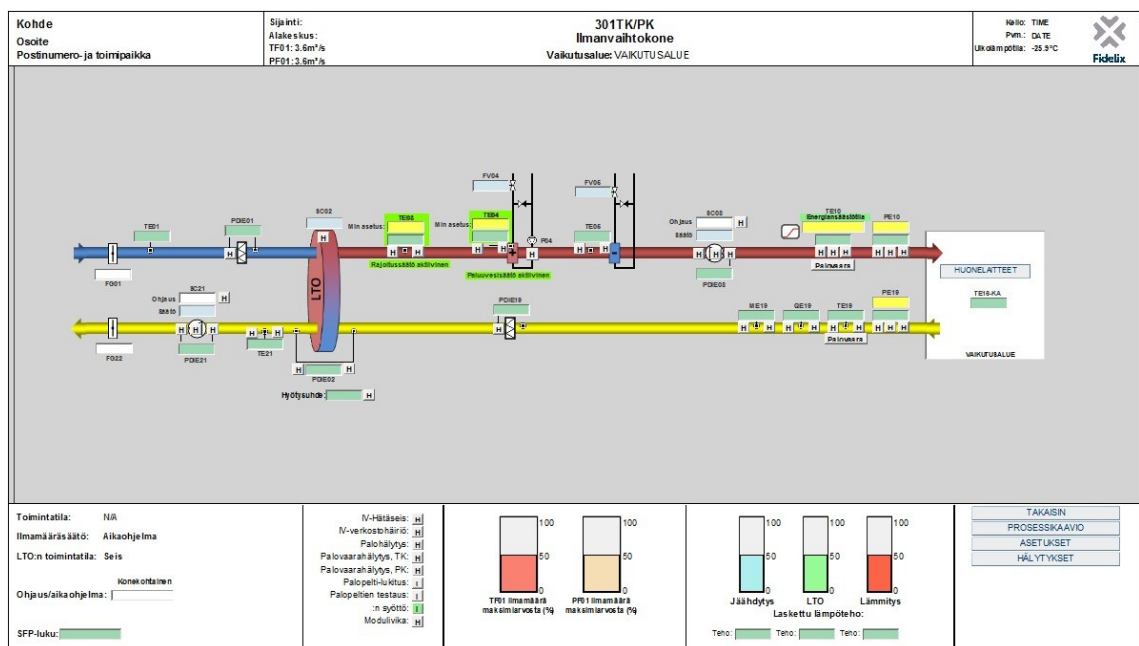 Kohde
Osoite
Postinumero- ja toimipaikka
Sijainti:
Alakeskus:
TF01: 3.6m³/s
PF01: 3.6m³/s
301TK/PK
Ilmanvaihtokone
Vaikutusalue: VAIKUTUSALUE
Kello: TIME
Pvm.: DATE
Ulkolämpötila: -25.9°C
Fidelix
FV04
FV05
TE01
PDIE01
SC02
H
TE05
Min asetus:
TE04
Min asetus:
P04
TE06
SC03
Ohjaus H
Säätö
TE10
Energiansäästötila
PE10
H
H H
H H
H
H H
H H H
H H H
H H H
FG01
LTO
Rajoitussäätö aktiivinen
Paluuvesisäätö aktiivinen
PDIE03
Palovaara
HUONELAITTEET
TE18-KA
SC21
Ohjaus H
Säätö
PDIE19
H
ME19
QE19
TE19
PE19
H H H
H H
H H
H H
H H H
H H H
FG22
PDIE21
TE21
Palovaara
VAIKUTUSALUE
H H
PDIE02
Hyötysuhde: H
Toimintatila: N/A
Ilmamääräsäätö: Aikaohjelma
LTO:n toimintatila: Seis
Konekohtainen
Ohjaus/aikaohjelma:
SFP-luku:
IV-Hätäseis: H
IV-verkostohäiriö: H
Palohälytys: H
Palovaarahälytys, TK: H
Palovaarahälytys, PK: H
Palopelti-lukitus: I
Palopeltien testaus: I
:n syöttö: I
Modulivika: H
100
50
0
TF01 Ilmamäärä
maksimiarvosta (%)
100
50
0
PF01 Ilmamäärä
maksimiarvosta (%)
100
50
0
Jäähdytys
100
50
0
LTO
100
50
0
Lämmitys
Laskettu lämpöteho:
Teho: Teho: Teho:
TAKAISIN
PROSESSIKAAVIO
ASETUKSET
HÄLYTYKSET